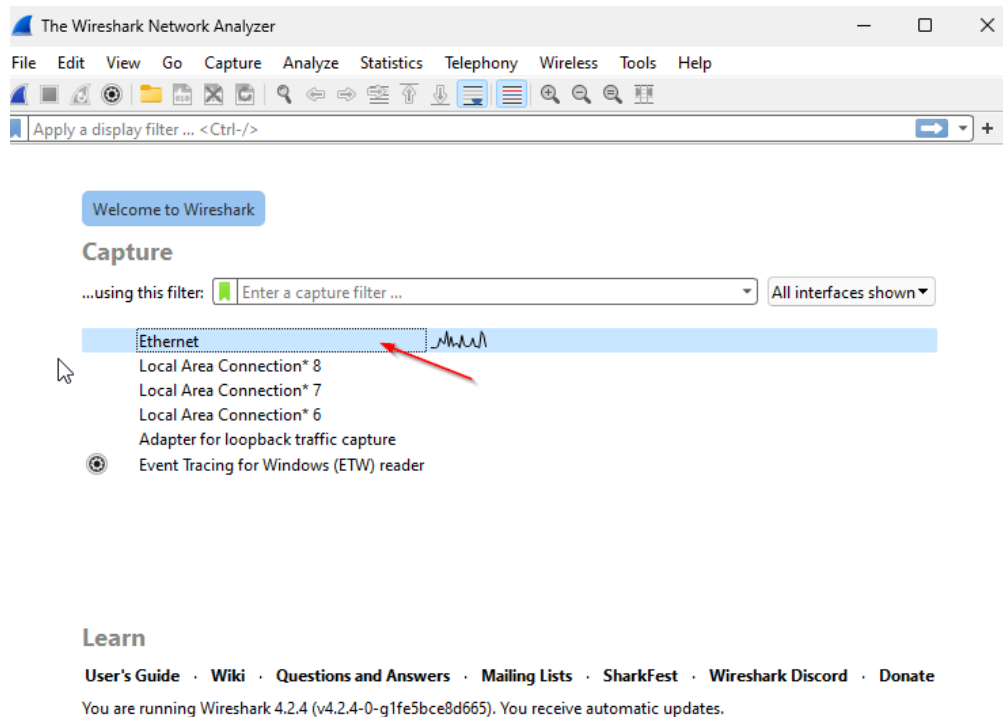 The Wireshark Network Analyzer
File Edit View Go Capture Analyze Statistics Telephony Wireless Tools Help
Apply a display filter ... <Ctrl-/>
+
Welcome to Wireshark
Capture
...using this filter: Enter a capture filter ... All interfaces shown
Ethernet
Local Area Connection* 8
Local Area Connection* 7
Local Area Connection* 6
Adapter for loopback traffic capture
Event Tracing for Windows (ETW) reader
Learn
User's Guide · Wiki · Questions and Answers · Mailing Lists · SharkFest · Wireshark Discord · Donate
You are running Wireshark 4.2.4 (v4.2.4-0-g1fe5bce8d665). You receive automatic updates.